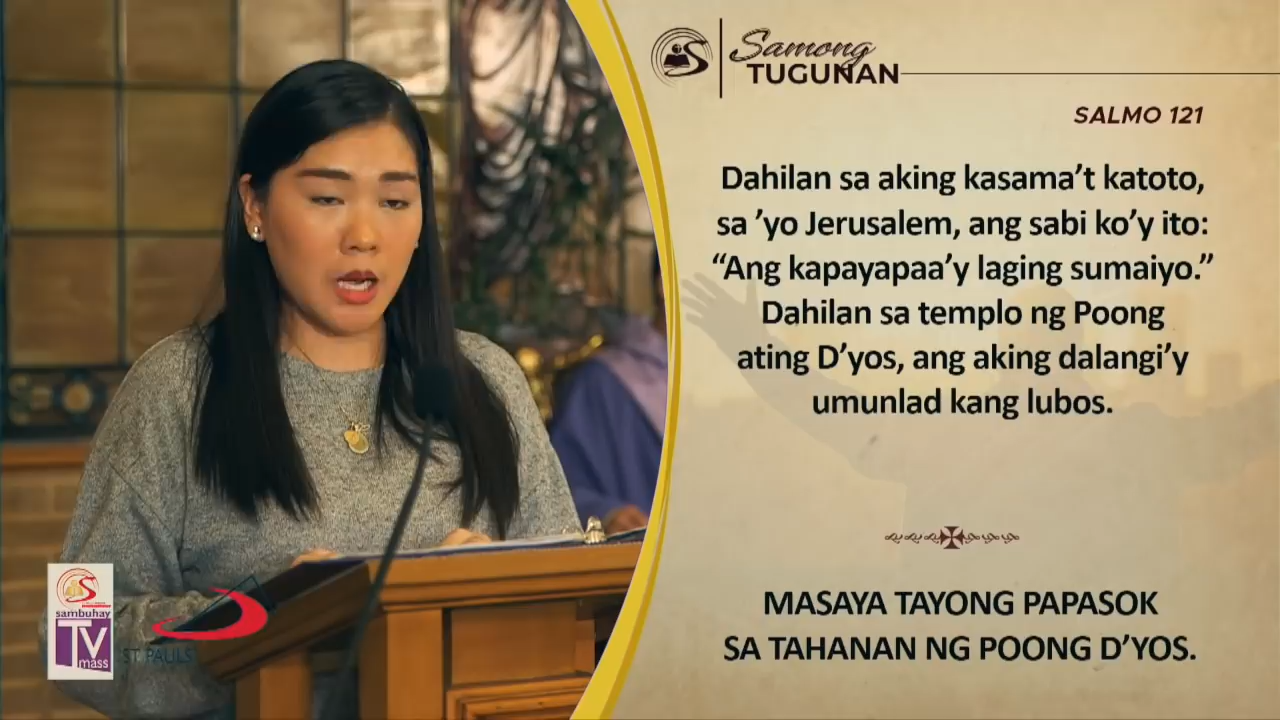 Samong
TUGUNAN
SALMO 121
Dahilan sa aking kasama’t katoto,
sa ’yo Jerusalem, ang sabi ko’y ito:
“Ang kapayapaa’y laging sumaiyo.”
Dahilan sa templo ng Poong
ating D’yos, ang aking dalangi’y
umunlad kang lubos.
MASAYA TAYONG PAPASOK
SA TAHANAN NG POONG D’YOS.
sambuhay
TV
mass
ST PAULS